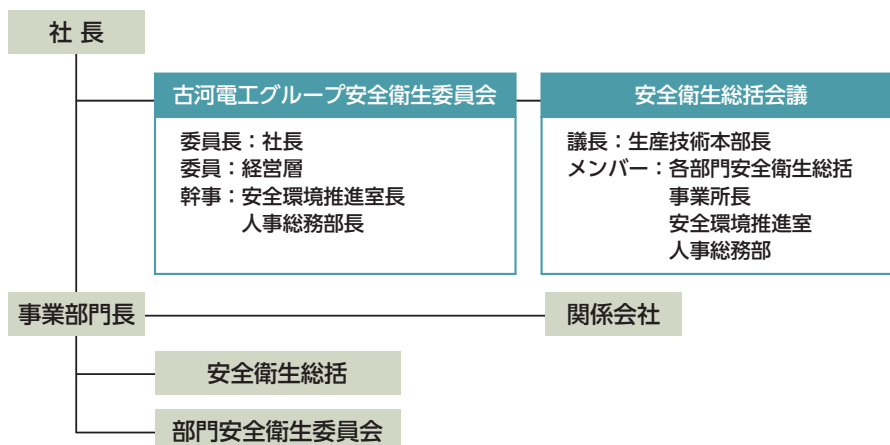 社 長
古河電工グループ安全衛生委員会
委員長：社長
委員：経営層
幹事：安全環境推進室長
人事総務部長
安全衛生総括会議
議長：生産技術本部長
メンバー：各部門安全衛生総括
事業所長
安全環境推進室
人事総務部
事業部門長
関係会社
安全衛生総括
部門安全衛生委員会